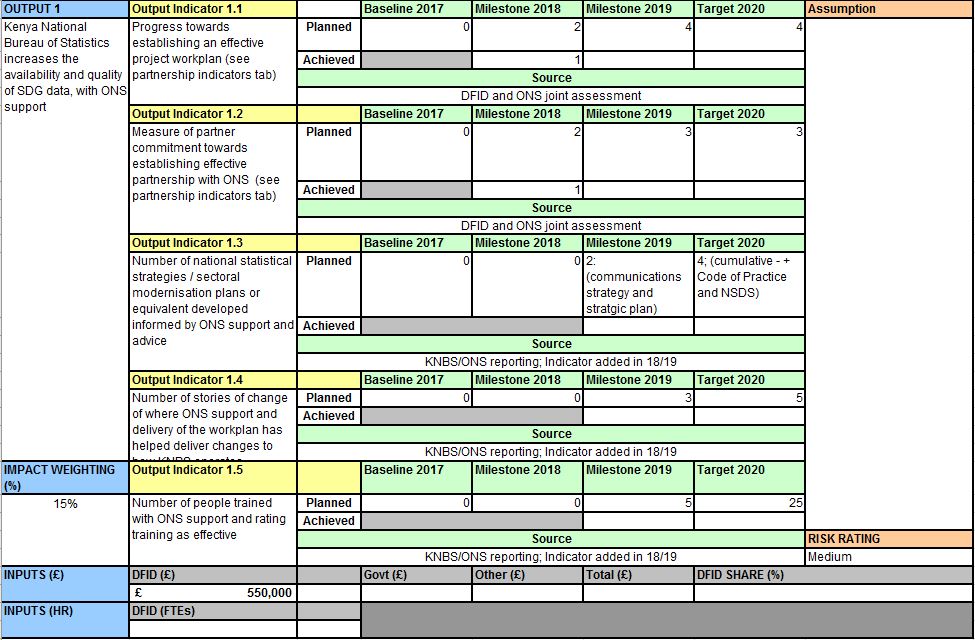 OUTPUT 1 Output Indicator 1.1 Baseline 2017 Milestone 2018 Milestone 2019 Target 2020 Assumption
Kenya National
Bureau of Statistics
increases the
availability and quality
of SDG data, with ONS
support
Progress towards
establishing an effective
project workplan (see
partnership indicators tab)
Planned 0 2 4 4
Achieved 1
Source
DFID and ONS joint assessment
Output Indicator 1.2 Baseline 2017 Milestone 2018 Milestone 2019 Target 2020
Measure of partner
commitment towards
establishing effective
partnership with ONS (see
partnership indicators tab)
Planned 0 2 3 3
Achieved 1
Source
DFID and ONS joint assessment
Output Indicator 1.3 Baseline 2017 Milestone 2018 Milestone 2019 Target 2020
Number of national statistical
strategies / sectoral
modernisation plans or
equivalent developed
informed by ONS support and
advice
Planned 0 0
2:
(communications
strategy and
stratgic plan)
4; (cumulative - +
Code of Practice
and NSDS)
Achieved
Source
KNBS/ONS reporting; Indicator added in 18/19
Output Indicator 1.4 Baseline 2017 Milestone 2018 Milestone 2019 Target 2020
Number of stories of change
of where ONS support and
delivery of the workplan has
helped deliver changes to
Planned 0 0 3 5
Achieved
Source
KNBS/ONS reporting; Indicator added in 18/19
IMPACT WEIGHTING
(%)
15%
Output Indicator 1.5 Baseline 2017 Milestone 2018 Milestone 2019 Target 2020
Number of people trained
with ONS support and rating
training as effective
Planned 0 0 5 25
Achieved
Source
KNBS/ONS reporting; Indicator added in 18/19
RISK RATING
Medium
INPUTS (£) DFID (£) Govt (£) Other (£) Total (£) DFID SHARE (%)
£ 550,000
INPUTS (HR) DFID (FTEs)